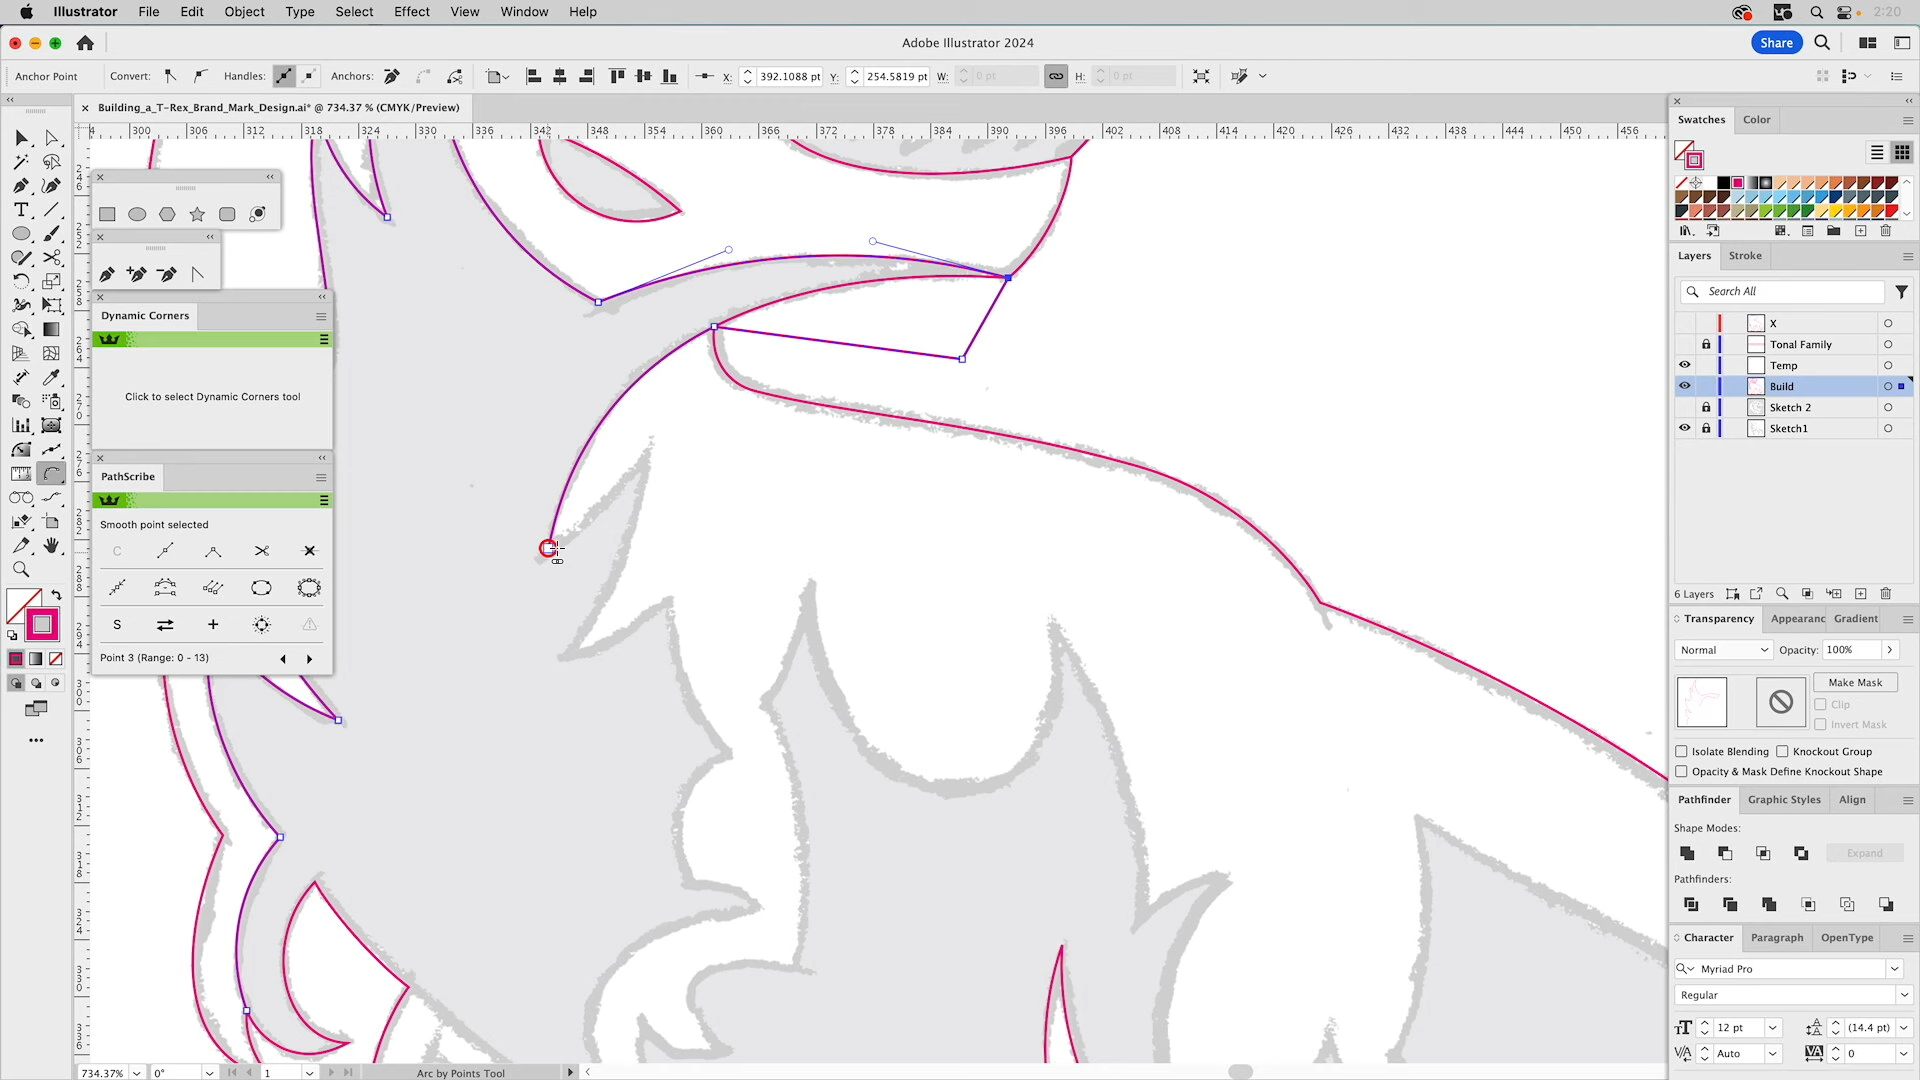 Illustrator File Edit Object Type Select Effect View Window Help 2:20
Adobe Illustrator 2024 Share
Anchor Point Convert: Handles: Anchors: X: 392.1088 pt Y: 254.5819 pt W: 0 pt H: 0 pt
Building_a_T-Rex_Brand_Mark_Design.ai* @ 734.37 % (CMYK/Preview)
4 300 306 312 318 324 330 336 342 348 354 360 366 372 378 384 390 396 402 408 414 420 426 432 438 444 450 456
Dynamic Corners
Click to select Dynamic Corners tool
PathScribe
Smooth point selected
C
S
Point 3 (Range: 0 - 13)
Swatches Color
Layers Stroke
Search All
X
Tonal Family
Temp
Build
Sketch 2
Sketch1
6 Layers
Transparency Appearanc Gradient
Normal Opacity: 100%
Make Mask
Clip
Invert Mask
Isolate Blending Knockout Group
Opacity & Mask Define Knockout Shape
Pathfinder Graphic Styles Align
Shape Modes:
Expand
Pathfinders:
Character Paragraph OpenType
Myriad Pro
Regular
12 pt (14.4 pt)
Auto 0
734.37% 0° 1 Arc by Points Tool